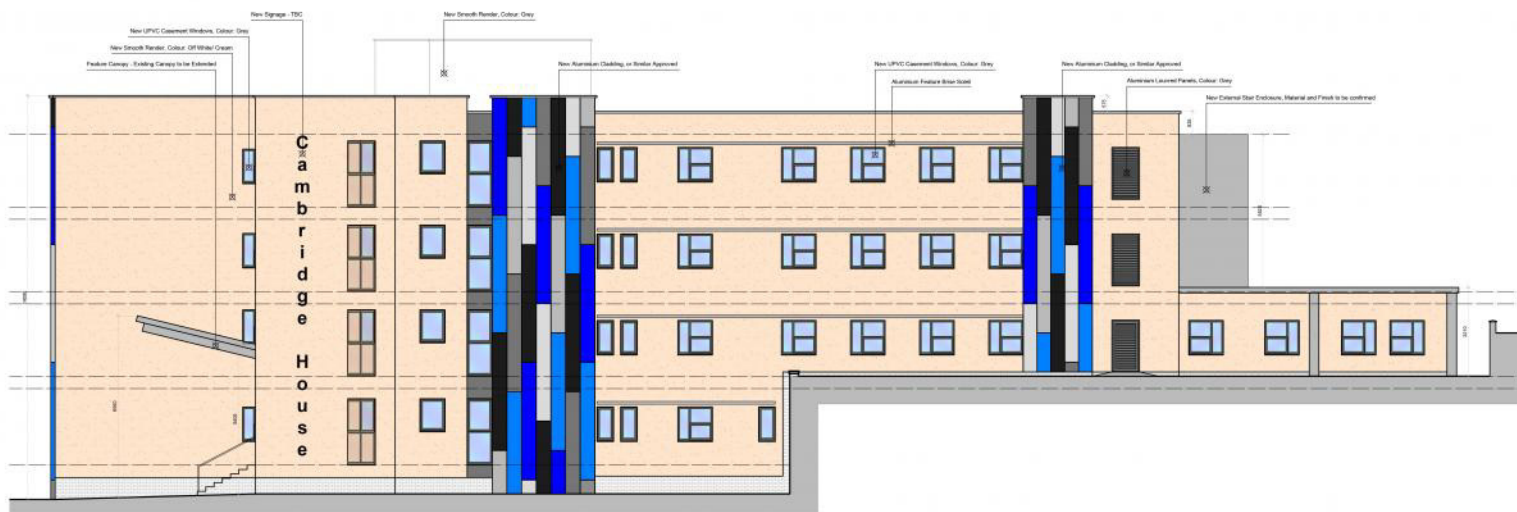 New Signage - TBC
New Smooth Render, Colour: Grey
New UPVC Casement Windows, Colour: Grey
New Smooth Render, Colour: Off White/ Cream
Feature Canopy - Existing Canopy to be Extended
New Aluminium Cladding, or Similar Approved
New UPVC Casement Windows, Colour: Grey
Aluminium Feature Brise Soleil
New Aluminium Cladding, or Similar Approved
Aluminium Louvred Panels, Colour: Grey
New External Stair Enclosure, Material and Finish to be confirmed
Cambridge House